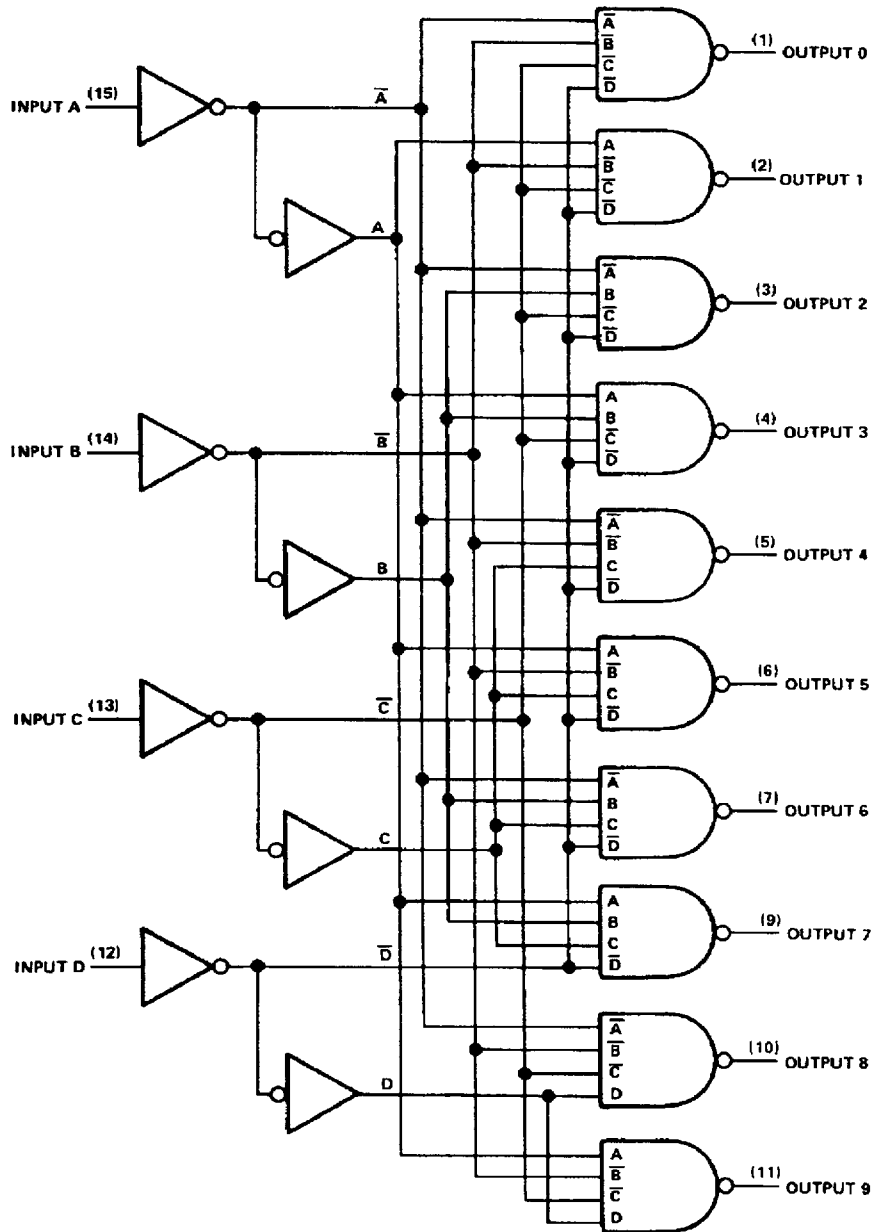 A̅
B̅
C̅
D̅
(1)
OUTPUT 0
INPUT A
(15)
A̅
A
B̅
C̅
D̅
(2)
OUTPUT 1
A
A̅
B
C̅
D̅
(3)
OUTPUT 2
A
B
C̅
D̅
(4)
OUTPUT 3
INPUT B
(14)
B̅
A̅
B̅
C
D̅
(5)
OUTPUT 4
B
A
B̅
C
D̅
(6)
OUTPUT 5
INPUT C
(13)
C̅
A̅
B
C
D̅
(7)
OUTPUT 6
C
A
B
C
D̅
(9)
OUTPUT 7
INPUT D
(12)
D̅
A̅
B̅
C̅
D
(10)
OUTPUT 8
D
A
B̅
C̅
D
(11)
OUTPUT 9